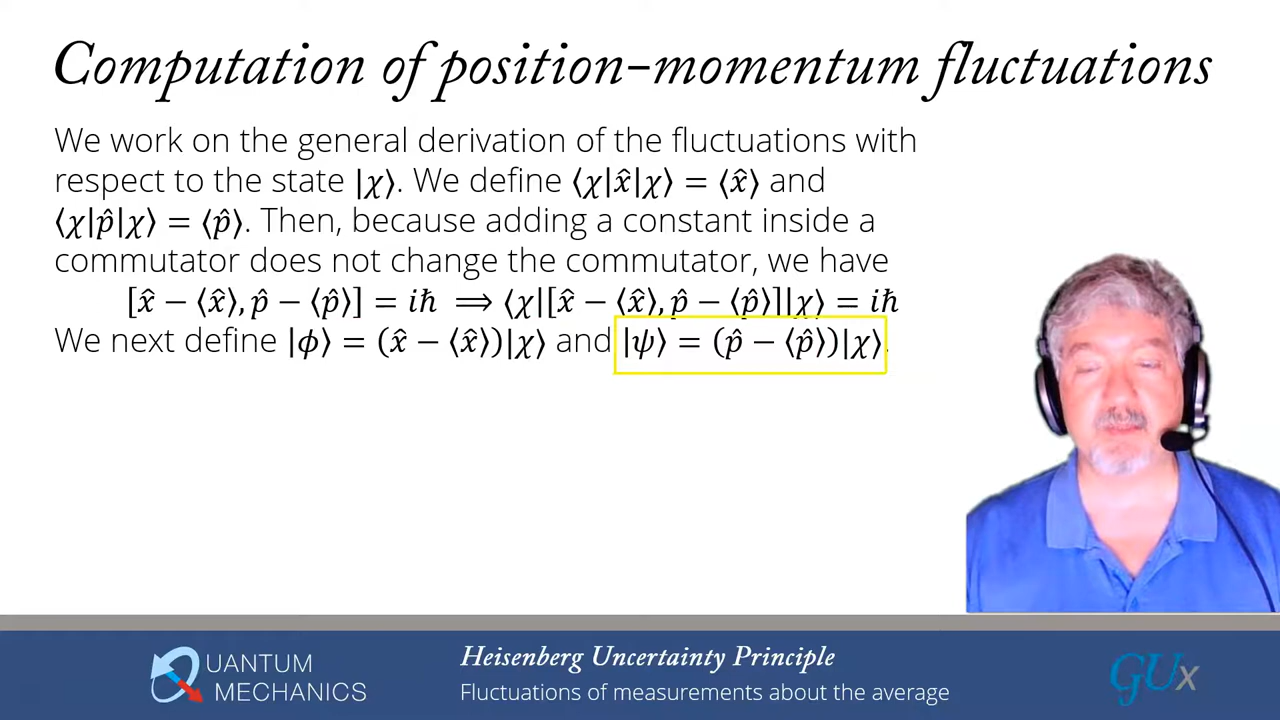 Computation of position–momentum fluctuations
We work on the general derivation of the fluctuations with
respect to the state |χ⟩. We define ⟨χ|x̂|χ⟩ = ⟨x̂⟩ and
⟨χ|p̂|χ⟩ = ⟨p̂⟩. Then, because adding a constant inside a
commutator does not change the commutator, we have
[x̂ − ⟨x̂⟩, p̂ − ⟨p̂⟩] = iℏ ⟹ ⟨χ|[x̂ − ⟨x̂⟩, p̂ − ⟨p̂⟩]|χ⟩ = iℏ
We next define |ϕ⟩ = (x̂ − ⟨x̂⟩)|χ⟩ and |ψ⟩ = (p̂ − ⟨p̂⟩)|χ⟩.
QUANTUM
MECHANICS
Heisenberg Uncertainty Principle
Fluctuations of measurements about the average
GUx